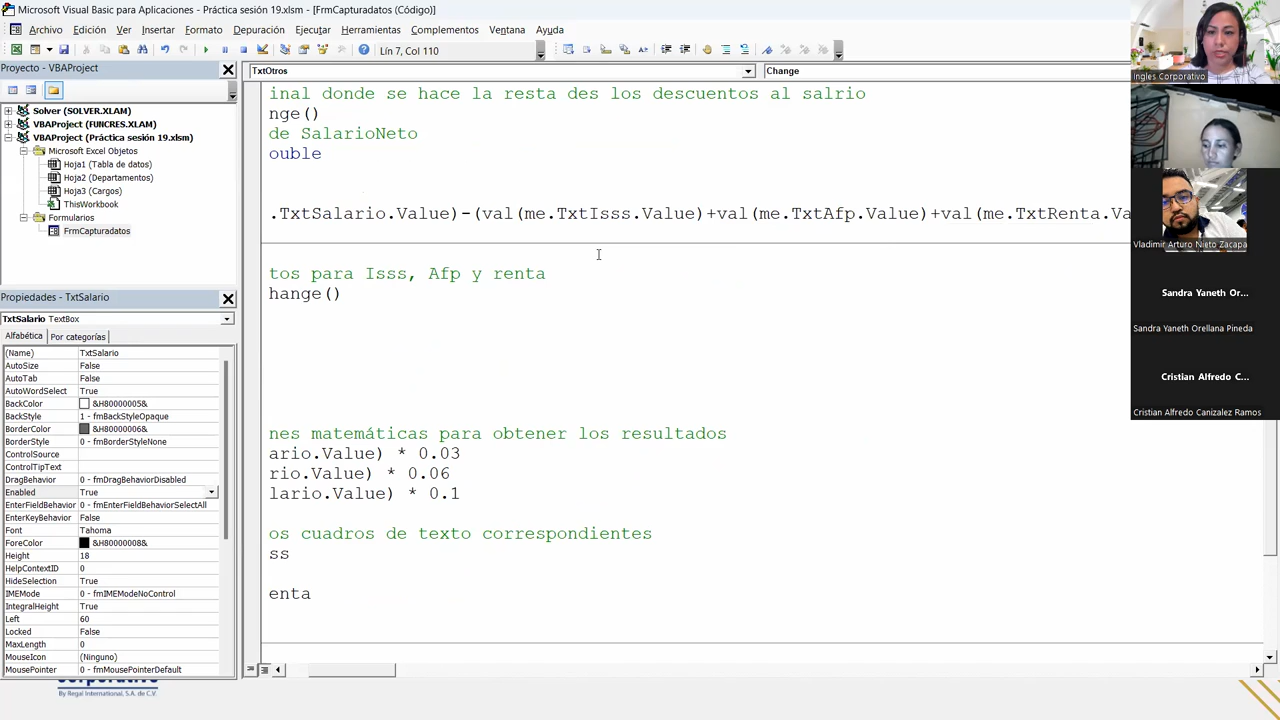 Microsoft Visual Basic para Aplicaciones - Práctica sesión 19.xlsm - [FrmCapturadatos (Código)]
Archivo Edición Ver Insertar Formato Depuración Ejecutar Herramientas Complementos Ventana Ayuda
Lín 7, Col 110
Proyecto - VBAProject
Solver (SOLVER.XLAM)
VBAProject (FUNCRES.XLAM)
VBAProject (Práctica sesión 19.xlsm)
Microsoft Excel Objetos
Hoja1 (Tabla de datos)
Hoja2 (Departamentos)
Hoja3 (Cargos)
ThisWorkbook
Formularios
FrmCapturadatos
Propiedades - TxtSalario
TxtSalario TextBox
Alfabética Por categorías
(Name) TxtSalario
AutoSize False
AutoTab False
AutoWordSelect True
BackColor &H80000005&
BackStyle 1 - fmBackStyleOpaque
BorderColor &H80000006&
BorderStyle 0 - fmBorderStyleNone
ControlSource
ControlTipText
DragBehavior 0 - fmDragBehaviorDisabled
Enabled True
EnterFieldBehavior 0 - fmEnterFieldBehaviorSelectAll
EnterKeyBehavior False
Font Tahoma
ForeColor &H80000008&
Height 18
HelpContextID 0
HideSelection True
IMEMode 0 - fmIMEModeNoControl
IntegralHeight True
Left 60
Locked False
MaxLength 0
MouseIcon (Ninguno)
MousePointer 0 - fmMousePointerDefault
TxtOtros Change
inal donde se hace la resta des los descuentos al salrio
nge()
de SalarioNeto
ouble
.TxtSalario.Value)-(val(me.TxtIsss.Value)+val(me.TxtAfp.Value)+val(me.TxtRenta.Va
tos para Isss, Afp y renta
hange()
nes matemáticas para obtener los resultados
ario.Value) * 0.03
rio.Value) * 0.06
lario.Value) * 0.1
os cuadros de texto correspondientes
ss
enta
Ingles Corporativo
Vladimir Arturo Nieto Zacapa
Sandra Yaneth Or...
Sandra Yaneth Orellana Pineda
Cristian Alfredo C...
Cristian Alfredo Canizalez Ramos
By Regal International, S.A. de C.V.